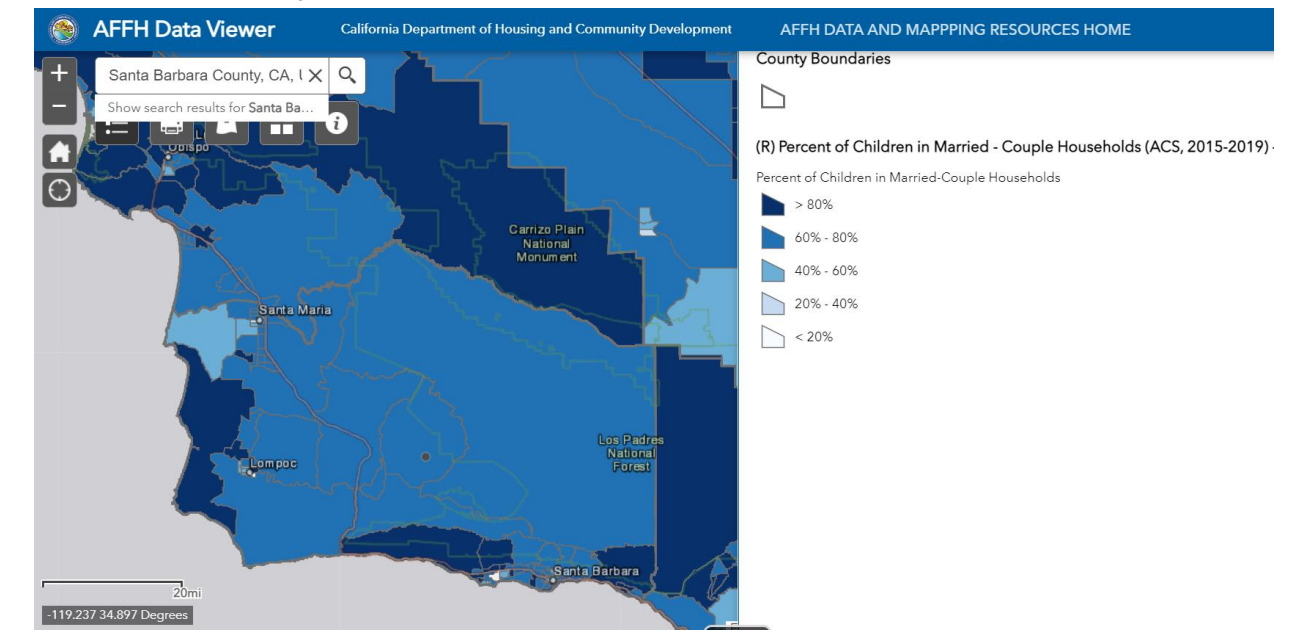 AFFH Data Viewer
California Department of Housing and Community Development
AFFH DATA AND MAPPPING RESOURCES HOME
+
−
Santa Barbara County, CA, U
Show search results for Santa Ba...
Obispo
Carrizo Plain
National
Monument
Santa Maria
Los Padres
National
Forest
Lompoc
Santa Barbara
20mi
-119.237 34.897 Degrees
County Boundaries
(R) Percent of Children in Married - Couple Households (ACS, 2015-2019) -
Percent of Children in Married-Couple Households
> 80%
60% - 80%
40% - 60%
20% - 40%
< 20%